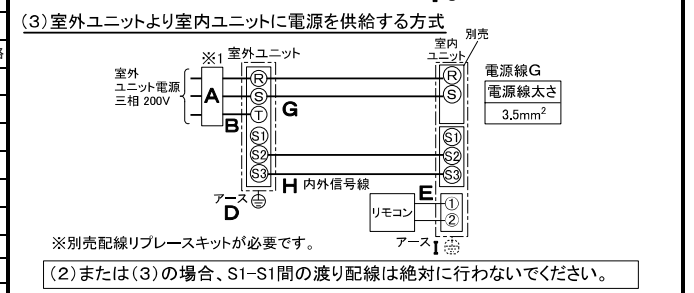 (3)室外ユニットより室内ユニットに電源を供給する方式
※1
室外ユニット
室内
ユニット
別売
室外
ユニット電源
三相 200V
A
B
R
S
T
S1
S2
S3
G
H 内外信号線
R
S
S1
S2
S3
電源線G
電源線太さ
3.5mm²
アース
D
リモコン
E
①
②
アース I
※別売配線リプレースキットが必要です。
(2)または(3)の場合、S1-S1間の渡り配線は絶対に行わないでください。